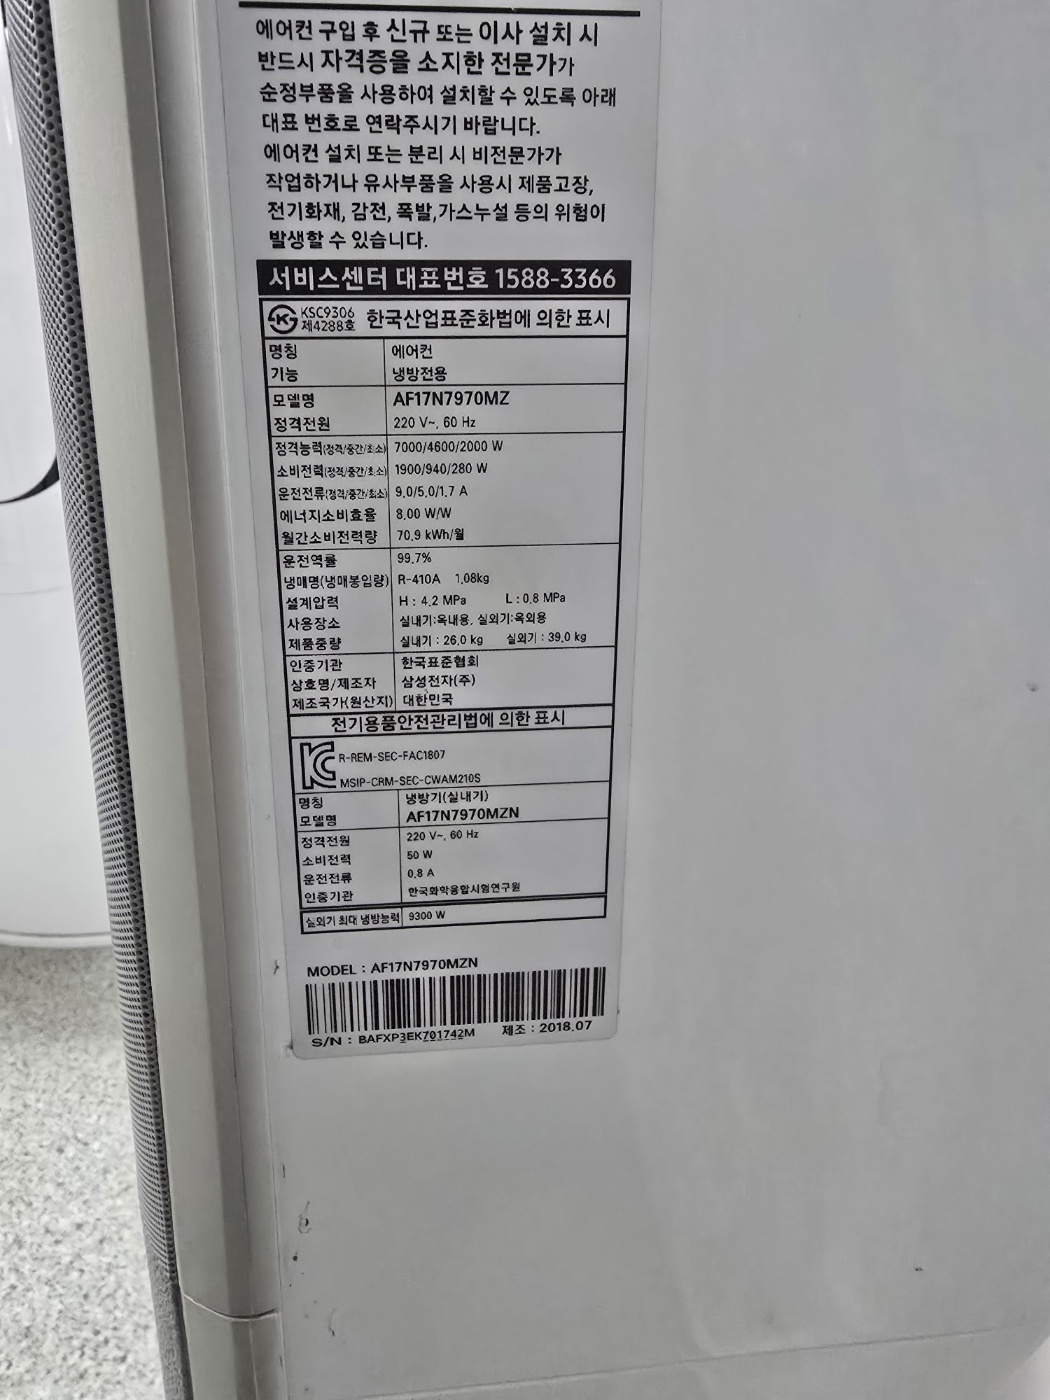 에어컨 구입 후 신규 또는 이사 설치 시
반드시 자격증을 소지한 전문가가
순정부품을 사용하여 설치할 수 있도록 아래
대표 번호로 연락주시기 바랍니다.
에어컨 설치 또는 분리 시 비전문가가
작업하거나 유사부품을 사용시 제품고장,
전기화재, 감전, 폭발,가스누설 등의 위험이
발생할 수 있습니다.
서비스센터 대표번호 1588-3366
KSC9306
제4288호 한국산업표준화법에 의한 표시
명칭 에어컨
기능 냉방전용
모델명 AF17N7970MZ
정격전원 220 V~, 60 Hz
정격능력(정격/중간/최소) 7000/4600/2000 W
소비전력(정격/중간/최소) 1900/940/280 W
운전전류(정격/중간/최소) 9.0/5.0/1.7 A
에너지소비효율 8.00 W/W
월간소비전력량 70.9 kWh/월
운전역률 99.7%
냉매명(냉매봉입량) R-410A 1.08kg
설계압력 H : 4.2 MPa L : 0.8 MPa
사용장소 실내기:옥내용, 실외기:옥외용
제품중량 실내기 : 26.0 kg 실외기 : 39.0 kg
인증기관 한국표준협회
상호명/제조자 삼성전자(주)
제조국가(원산지) 대한민국
전기용품안전관리법에 의한 표시
R-REM-SEC-FAC1807
MSIP-CRM-SEC-CWAM210S
명칭 냉방기(실내기)
모델명 AF17N7970MZN
정격전원 220 V~, 60 Hz
소비전력 50 W
운전전류 0.8 A
인증기관 한국화학융합시험연구원
실외기 최대 냉방능력 9300 W
MODEL : AF17N7970MZN
S/N : BAFXP3EK701742M 제조 : 2018.07